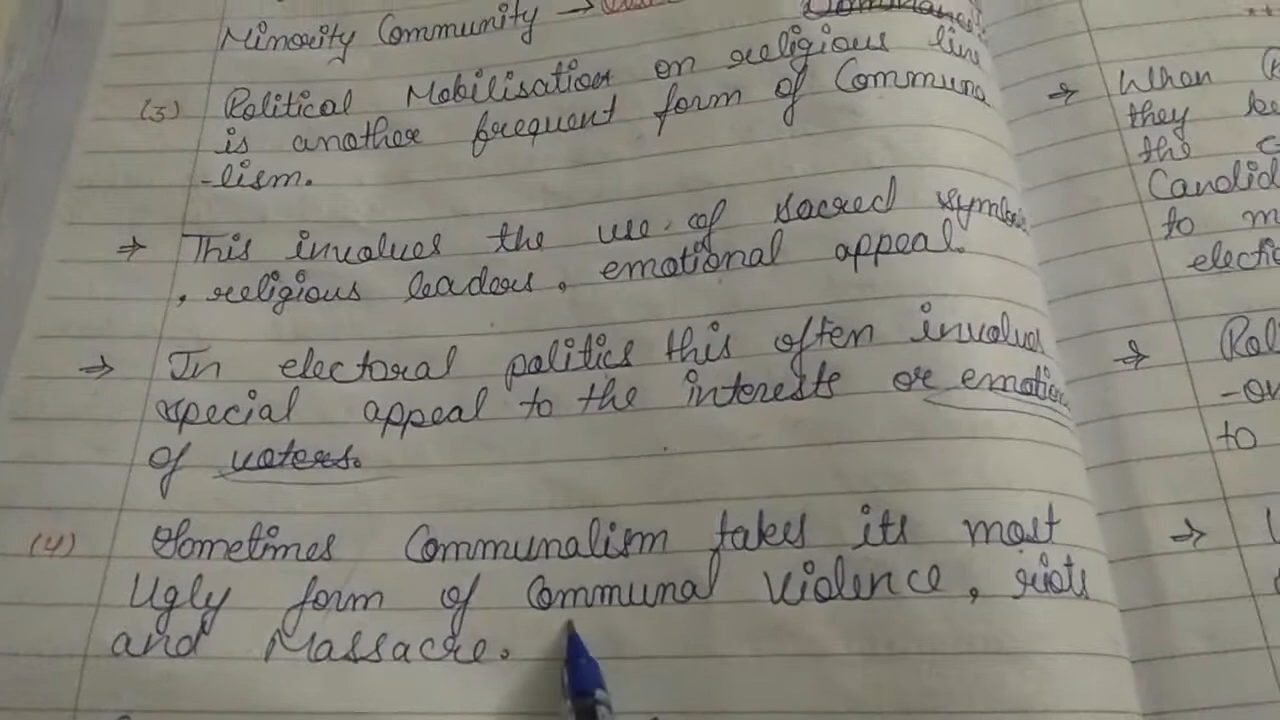 Minority Community →
(3) Political Mobilisation on religious line
is another frequent form of Communa
-lism.
⇒ This involves the use of sacred symbols
, religious leaders, emotional appeal.
⇒ In electoral politics this often involves
special appeal to the interests or emotion
of voters.
(4) Sometimes Communalism takes its most
Ugly form of Communal Violence, riots
and Massacre.
⇒ When
they
the
Candid
to m
electio
⇒ Pol
-ov
to
⇒